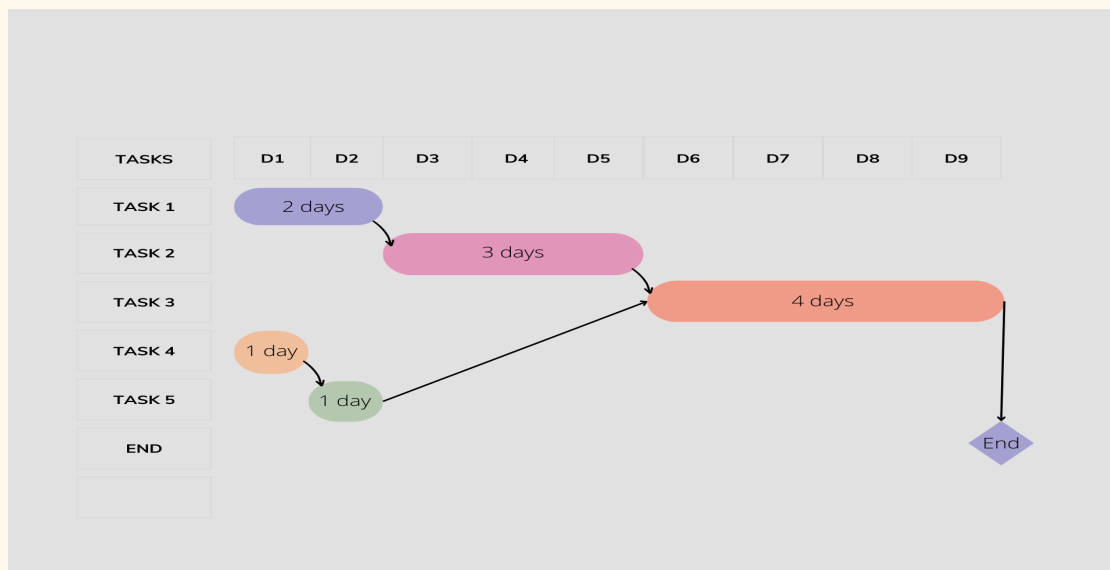 TASKS D1 D2 D3 D4 D5 D6 D7 D8 D9
TASK 1 2 days
TASK 2 3 days
TASK 3 4 days
TASK 4 1 day
TASK 5 1 day
END End